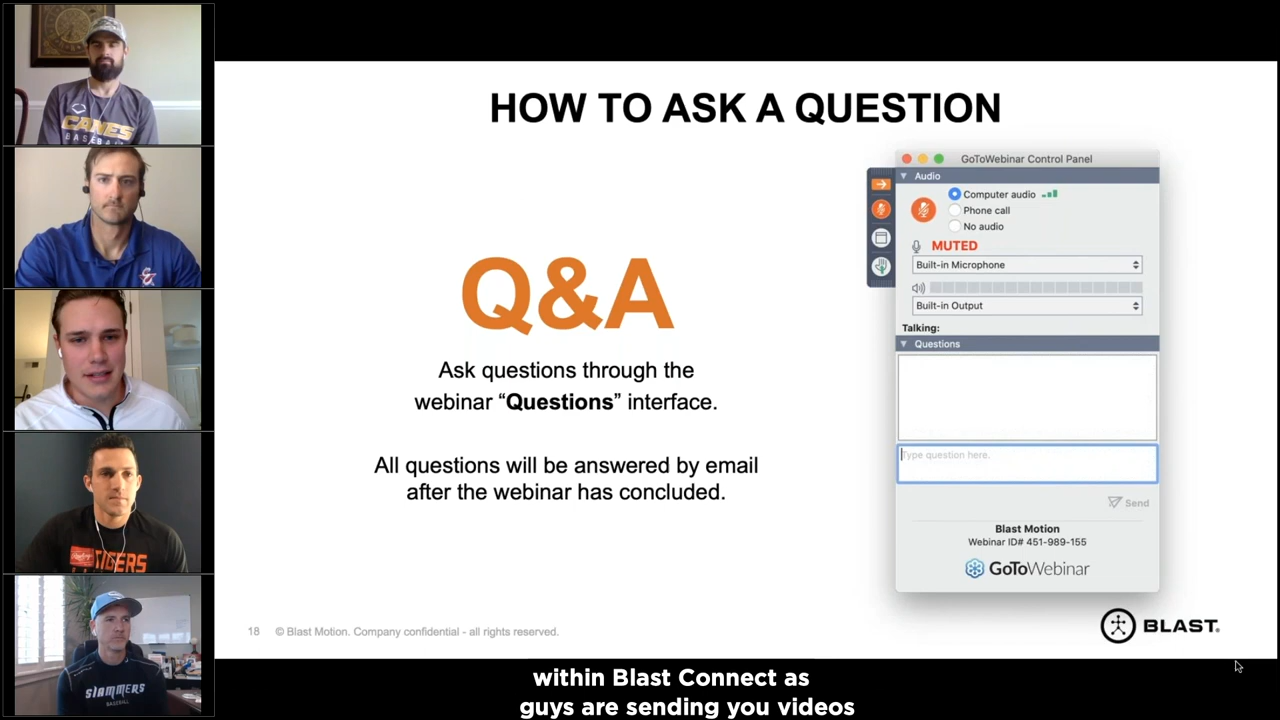 CANES
BASEBALL
Rawlings
TIGERS
SLAMMERS
BASEBALL
HOW TO ASK A QUESTION
Q&A
Ask questions through the
webinar “Questions” interface.
All questions will be answered by email
after the webinar has concluded.
GoToWebinar Control Panel
Audio
Computer audio
Phone call
No audio
MUTED
Built-in Microphone
Built-in Output
Talking:
Questions
Type question here.
Send
Blast Motion
Webinar ID# 451-989-155
GoToWebinar
18 © Blast Motion. Company confidential - all rights reserved.
BLAST
within Blast Connect as
guys are sending you videos